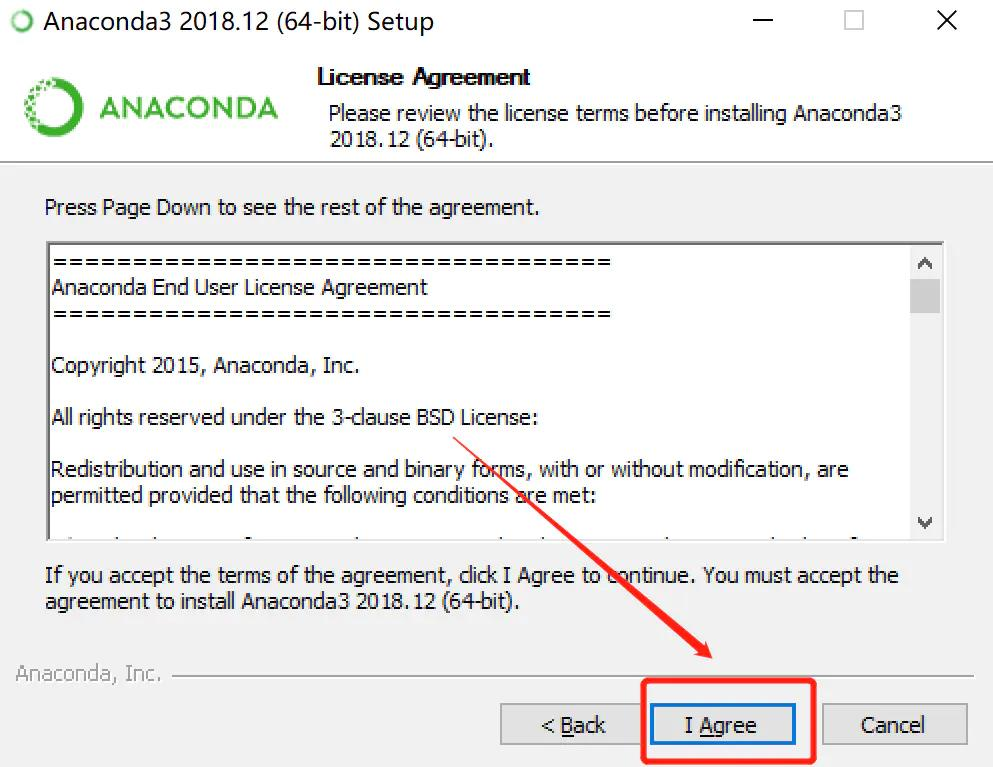 Anaconda3 2018.12 (64-bit) Setup
ANACONDA
License Agreement
Please review the license terms before installing Anaconda3
2018.12 (64-bit).
Press Page Down to see the rest of the agreement.
===================================
Anaconda End User License Agreement
===================================
Copyright 2015, Anaconda, Inc.
All rights reserved under the 3-clause BSD License:
Redistribution and use in source and binary forms, with or without modification, are
permitted provided that the following conditions are met:
If you accept the terms of the agreement, click I Agree to continue. You must accept the
agreement to install Anaconda3 2018.12 (64-bit).
Anaconda, Inc.
< Back
I Agree
Cancel